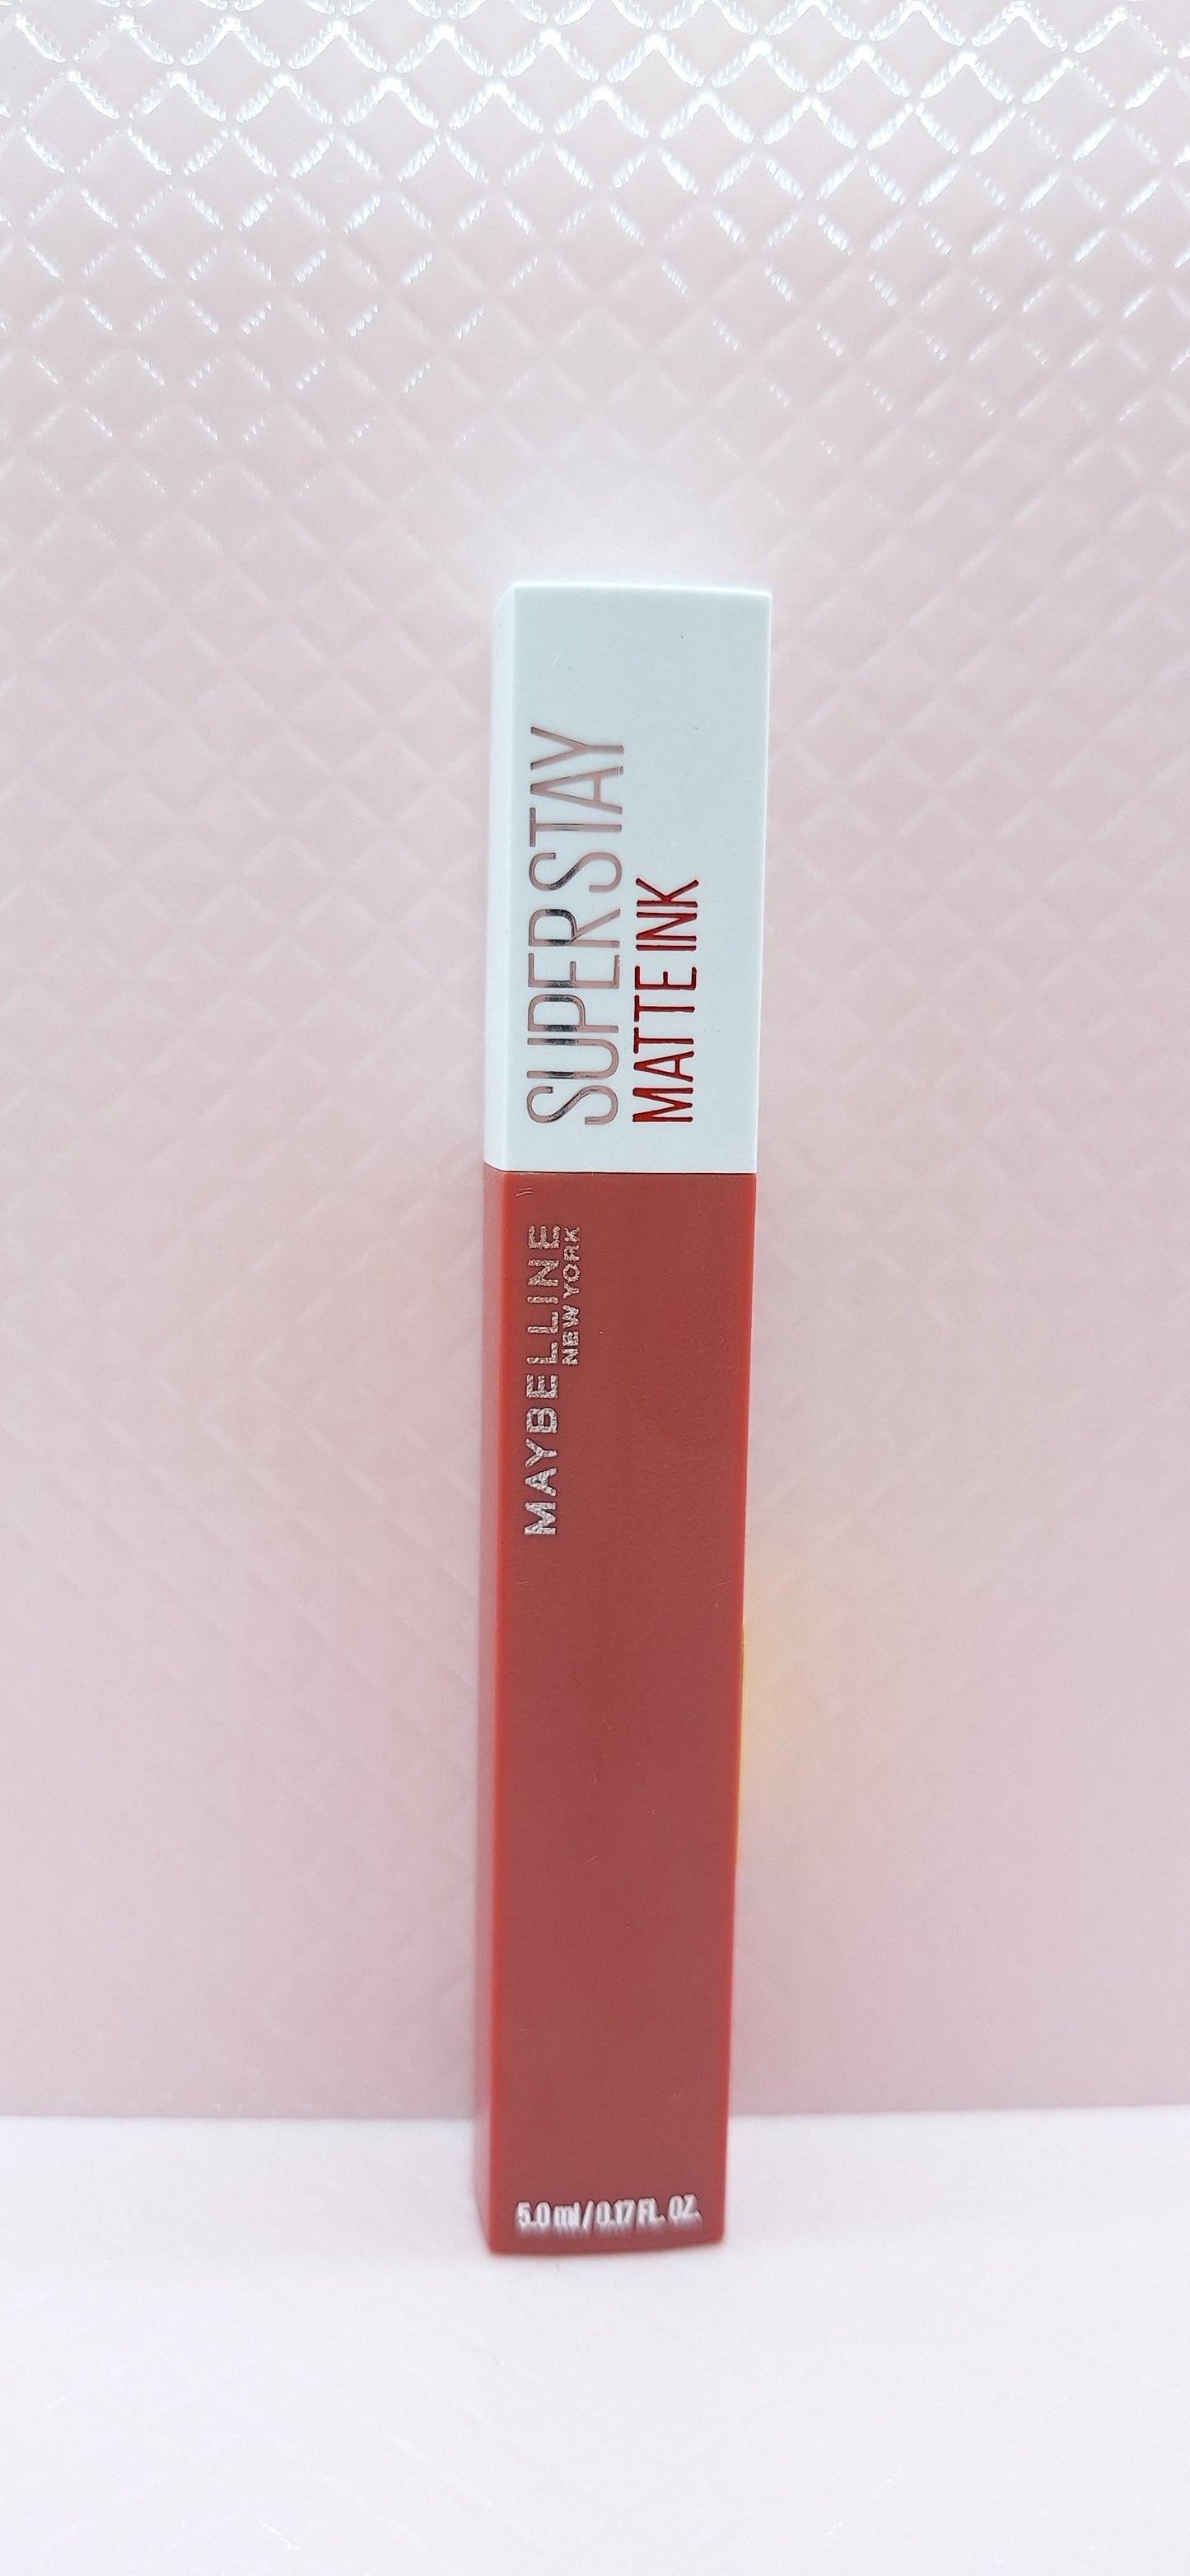 SUPERSTAY
MATTE INK
MAYBELLINE
NEW YORK
5.0 ml / 0.17 FL. OZ.